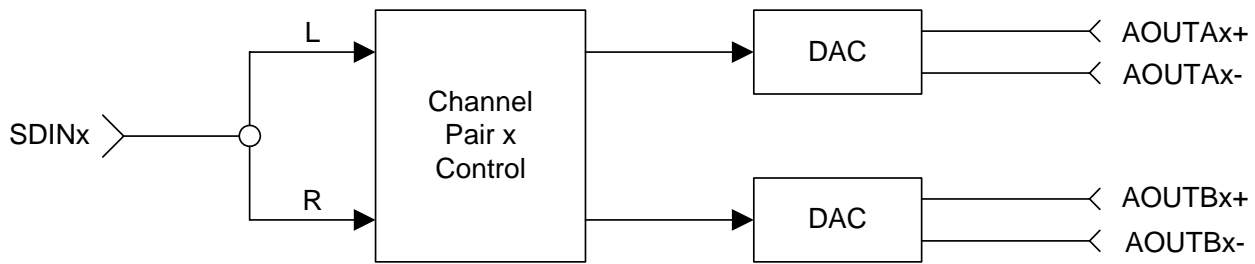 L
SDINx
R
Channel
Pair x
Control
DAC
AOUTAx+
AOUTAx-
DAC
AOUTBx+
AOUTBx-